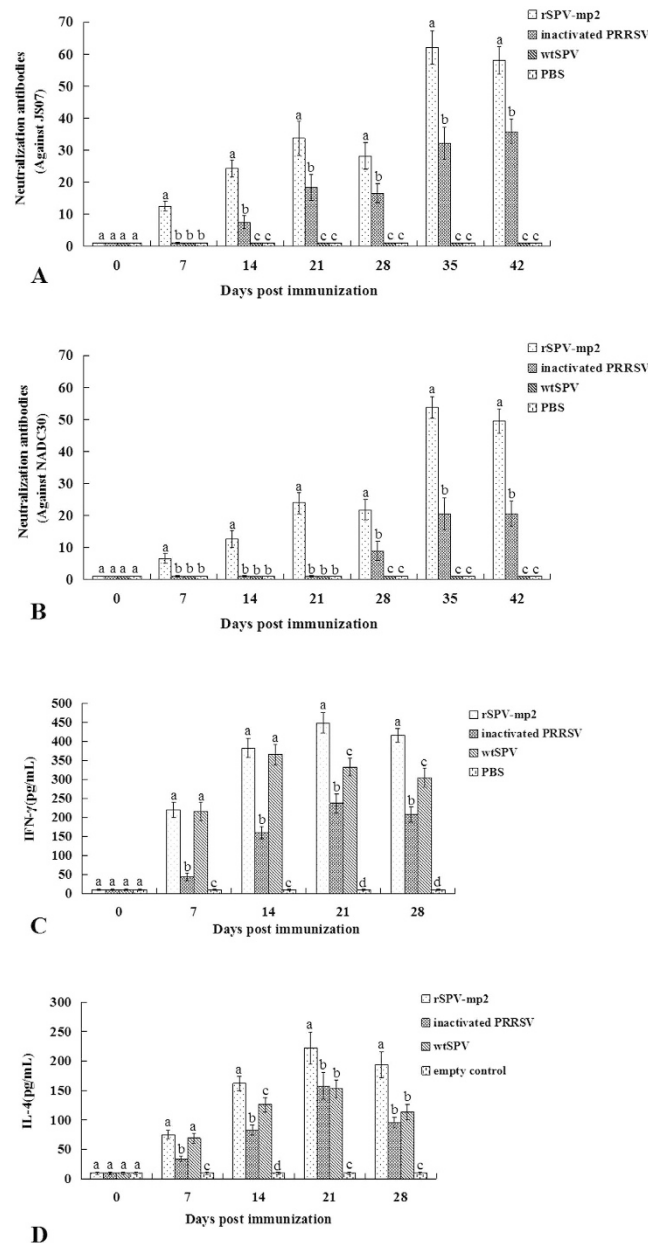 70
60
50
40
30
20
10
0
Neutralization antibodies
(Against JS07)
rSPV-mp2
inactivated PRRSV
wtSPV
PBS
a a a a
a b b b
a b c c
a b c c
a b c c
a b c c
a b c c
0 7 14 21 28 35 42
Days post immunization
A
70
60
50
40
30
20
10
0
Neutralization antibodies
(Against NADC30)
rSPV-mp2
inactivated PRRSV
wtSPV
PBS
a a a a
a b b b
a b b b
a b b b
a b c c
a b c c
a b c c
0 7 14 21 28 35 42
Days post immunization
B
500
450
400
350
300
250
200
150
100
50
0
IFN-γ(pg/mL)
rSPV-mp2
inactivated PRRSV
wtSPV
PBS
a a a a
a b a c
a b a c
a b c d
a b c d
0 7 14 21 28
Days post immunization
C
300
250
200
150
100
50
0
IL-4(pg/mL)
rSPV-mp2
inactivated PRRSV
wtSPV
empty control
a a a a
a b a c
a b c d
a b b c
a b b c
0 7 14 21 28
Days post immunization
D